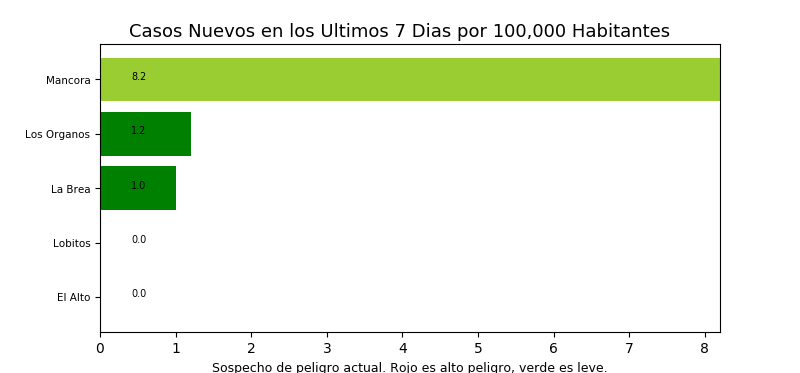 Casos Nuevos en los Ultimos 7 Dias por 100,000 Habitantes
Mancora 8.2
Los Organos 1.2
La Brea 1.0
Lobitos 0.0
El Alto 0.0
0 1 2 3 4 5 6 7 8
Sospecho de peligro actual. Rojo es alto peligro, verde es leve.